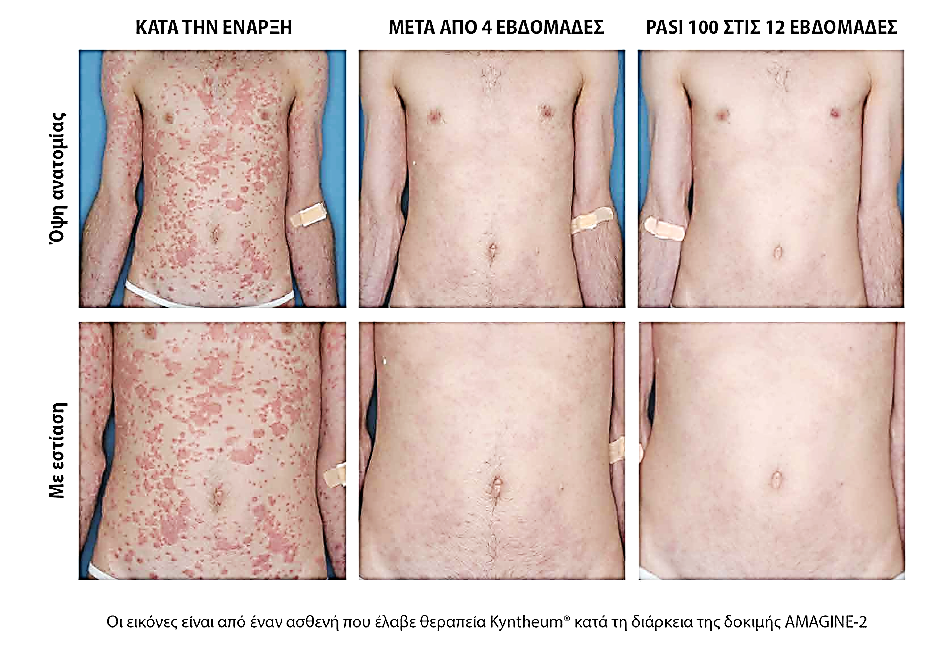 ΚΑΤΑ ΤΗΝ ΕΝΑΡΞΗ
ΜΕΤΑ ΑΠΟ 4 ΕΒΔΟΜΑΔΕΣ
PASI 100 ΣΤΙΣ 12 ΕΒΔΟΜΑΔΕΣ
Όψη ανατομίας
Με εστίαση
Οι εικόνες είναι από έναν ασθενή που έλαβε θεραπεία Kyntheum® κατά τη διάρκεια της δοκιμής AMAGINE-2